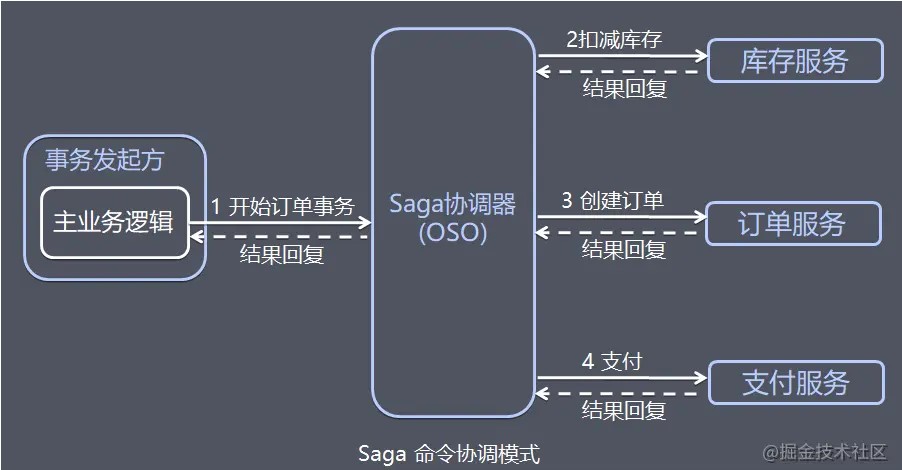 2扣减库存
库存服务
结果回复
事务发起方
主业务逻辑
1 开始订单事务
结果回复
Saga协调器
(OSO)
3 创建订单
订单服务
结果回复
4 支付
支付服务
结果回复
Saga 命令协调模式
@掘金技术社区